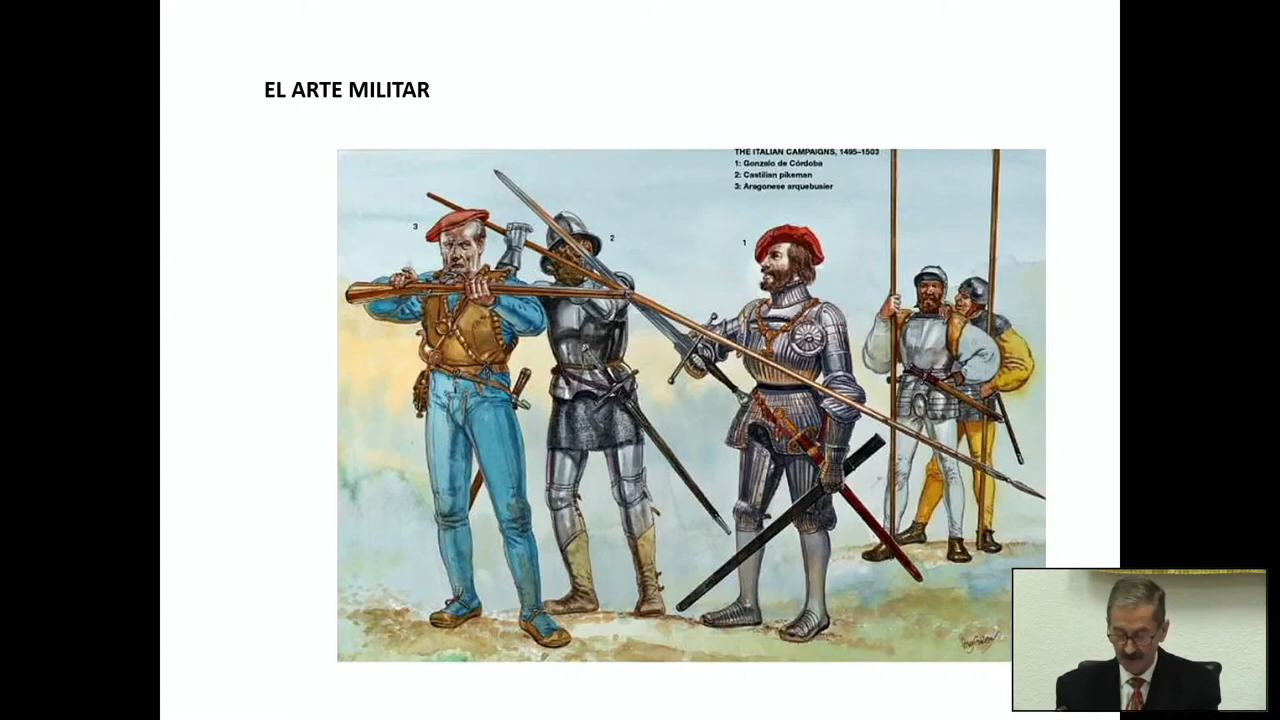 EL ARTE MILITAR
THE ITALIAN CAMPAIGNS, 1495–1503
1: Gonzalo de Córdoba
2: Castilian pikeman
3: Aragonese arquebusier
3
2
1